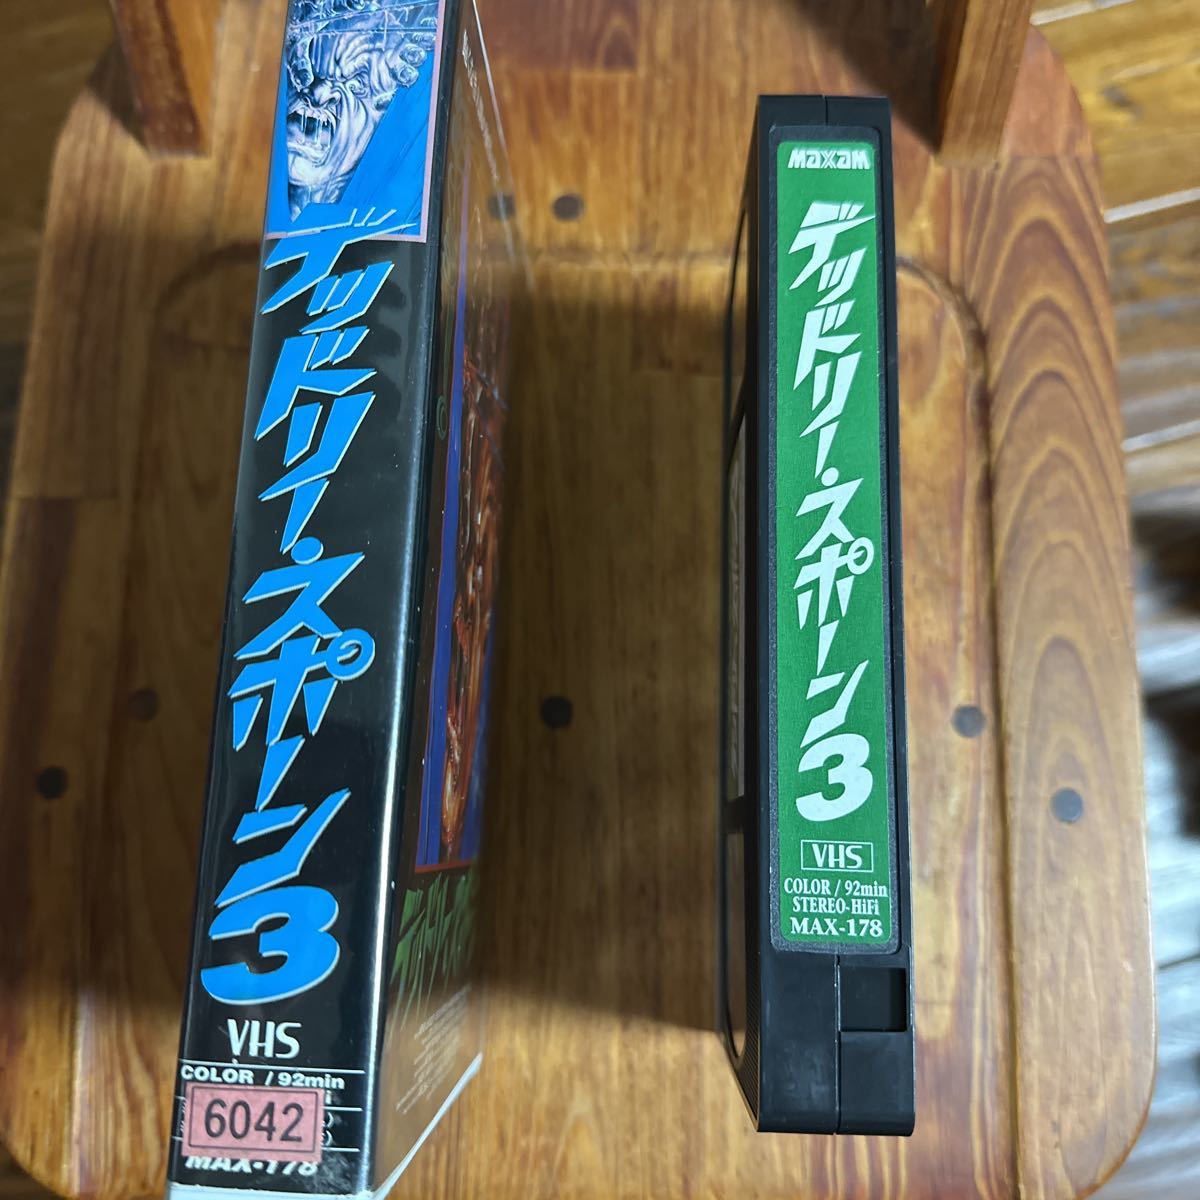 デッドリー・スポーン3
VHS
COLOR / 92min
6042
MAX-178
MAXAM
デッドリー・スポーン3
VHS
COLOR / 92min
STEREO-HiFi
MAX-178